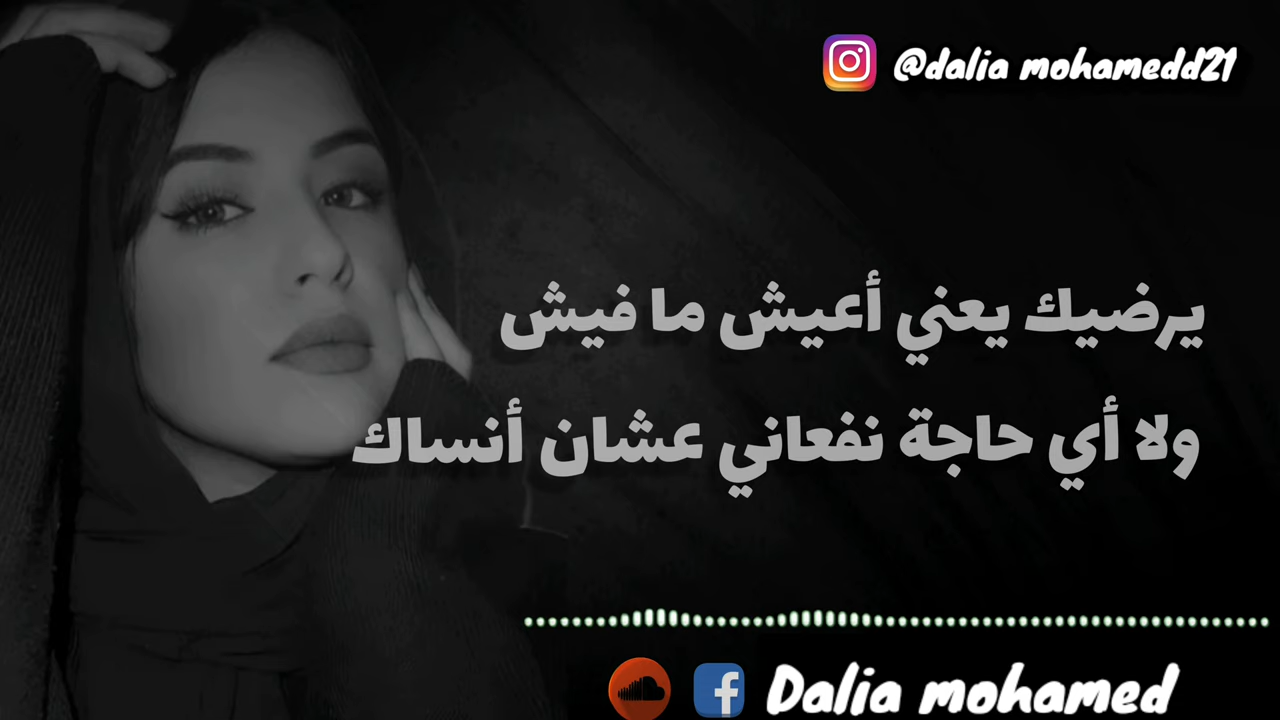 @dalia mohamedd21
يرضيك يعني أعيش ما فيش
ولا أي حاجة نفعاني عشان أنساك
Dalia mohamed